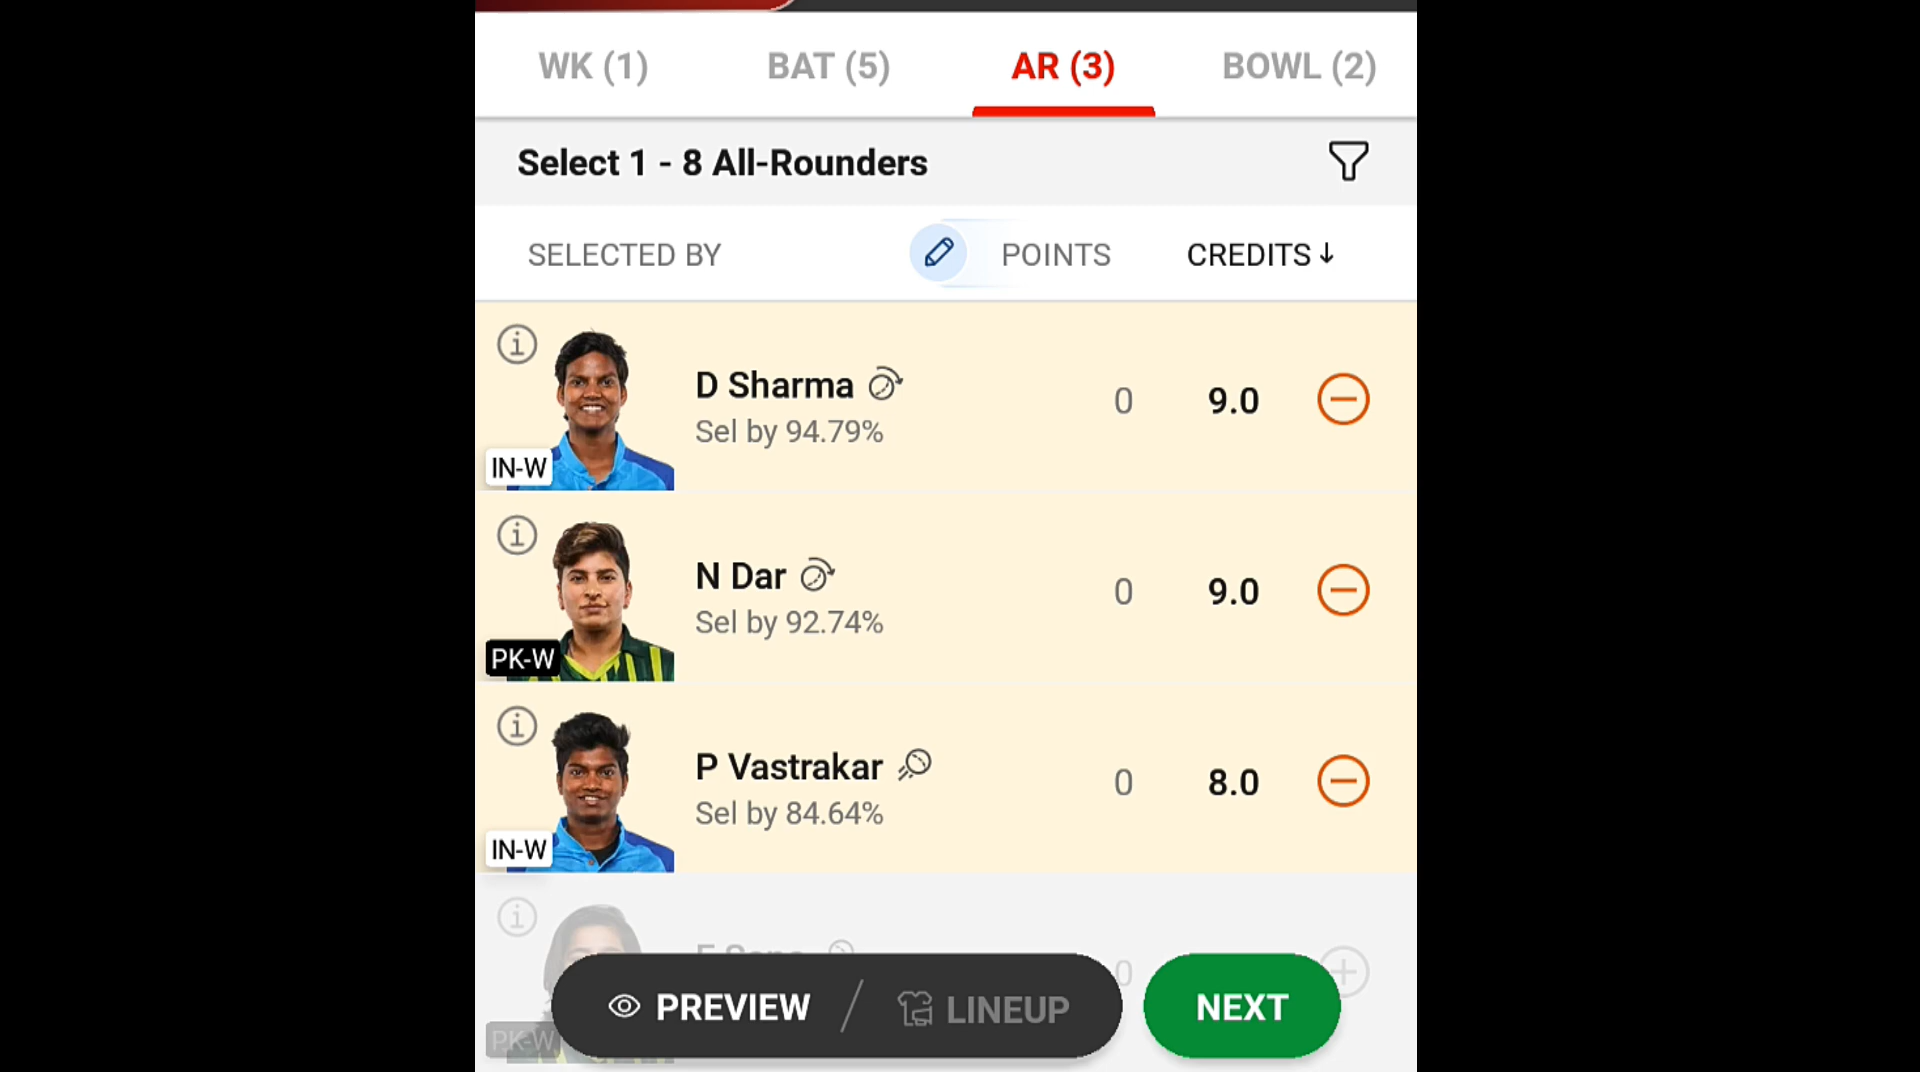 WK (1) BAT (5) AR (3) BOWL (2)
Select 1 - 8 All-Rounders
SELECTED BY POINTS CREDITS ↓
D Sharma
0 9.0
Sel by 94.79%
IN-W
N Dar
0 9.0
Sel by 92.74%
PK-W
P Vastrakar
0 8.0
Sel by 84.64%
IN-W
0
PREVIEW / LINEUP NEXT
PK-W